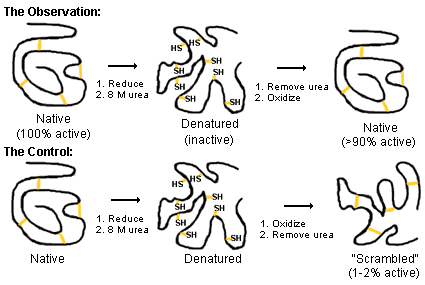 The Observation:
HS HS
SH
SH SH
SH SH
SH
1. Reduce
2. 8 M urea
1. Remove urea
2. Oxidize
Native
(100% active)
Denatured
(inactive)
Native
(>90% active)
The Control:
HS HS
SH
SH SH
SH SH
SH
1. Reduce
2. 8 M urea
1. Oxidize
2. Remove urea
Native
Denatured
"Scrambled"
(1-2% active)